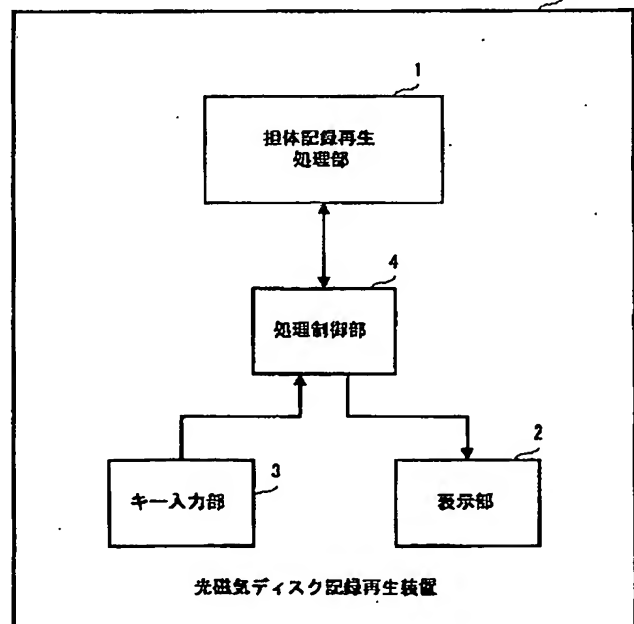 1
担体記録再生
処理部
4
処理制御部
3
キー入力部
2
表示部
光磁気ディスク記録再生装置